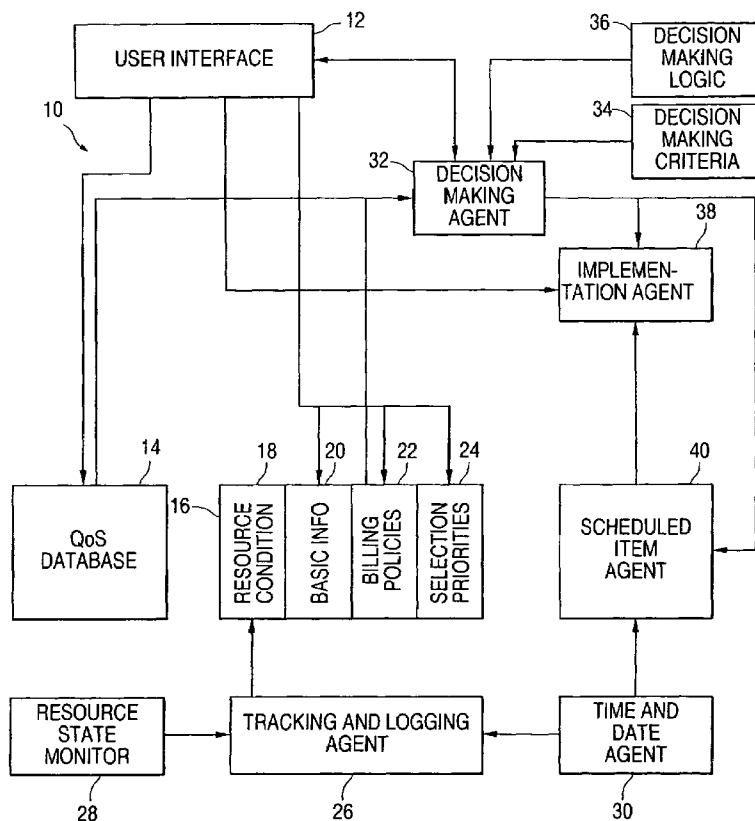 12
USER INTERFACE
36
DECISION
MAKING
LOGIC
10
34
DECISION
MAKING
CRITERIA
32
DECISION
MAKING
AGENT
38
IMPLEMEN-
TATION AGENT
14
QoS
DATABASE
16
18
RESOURCE
CONDITION
20
BASIC INFO
22
BILLING
POLICIES
24
SELECTION
PRIORITIES
40
SCHEDULED
ITEM
AGENT
RESOURCE
STATE
MONITOR
28
TRACKING AND LOGGING
AGENT
26
TIME AND
DATE
AGENT
30